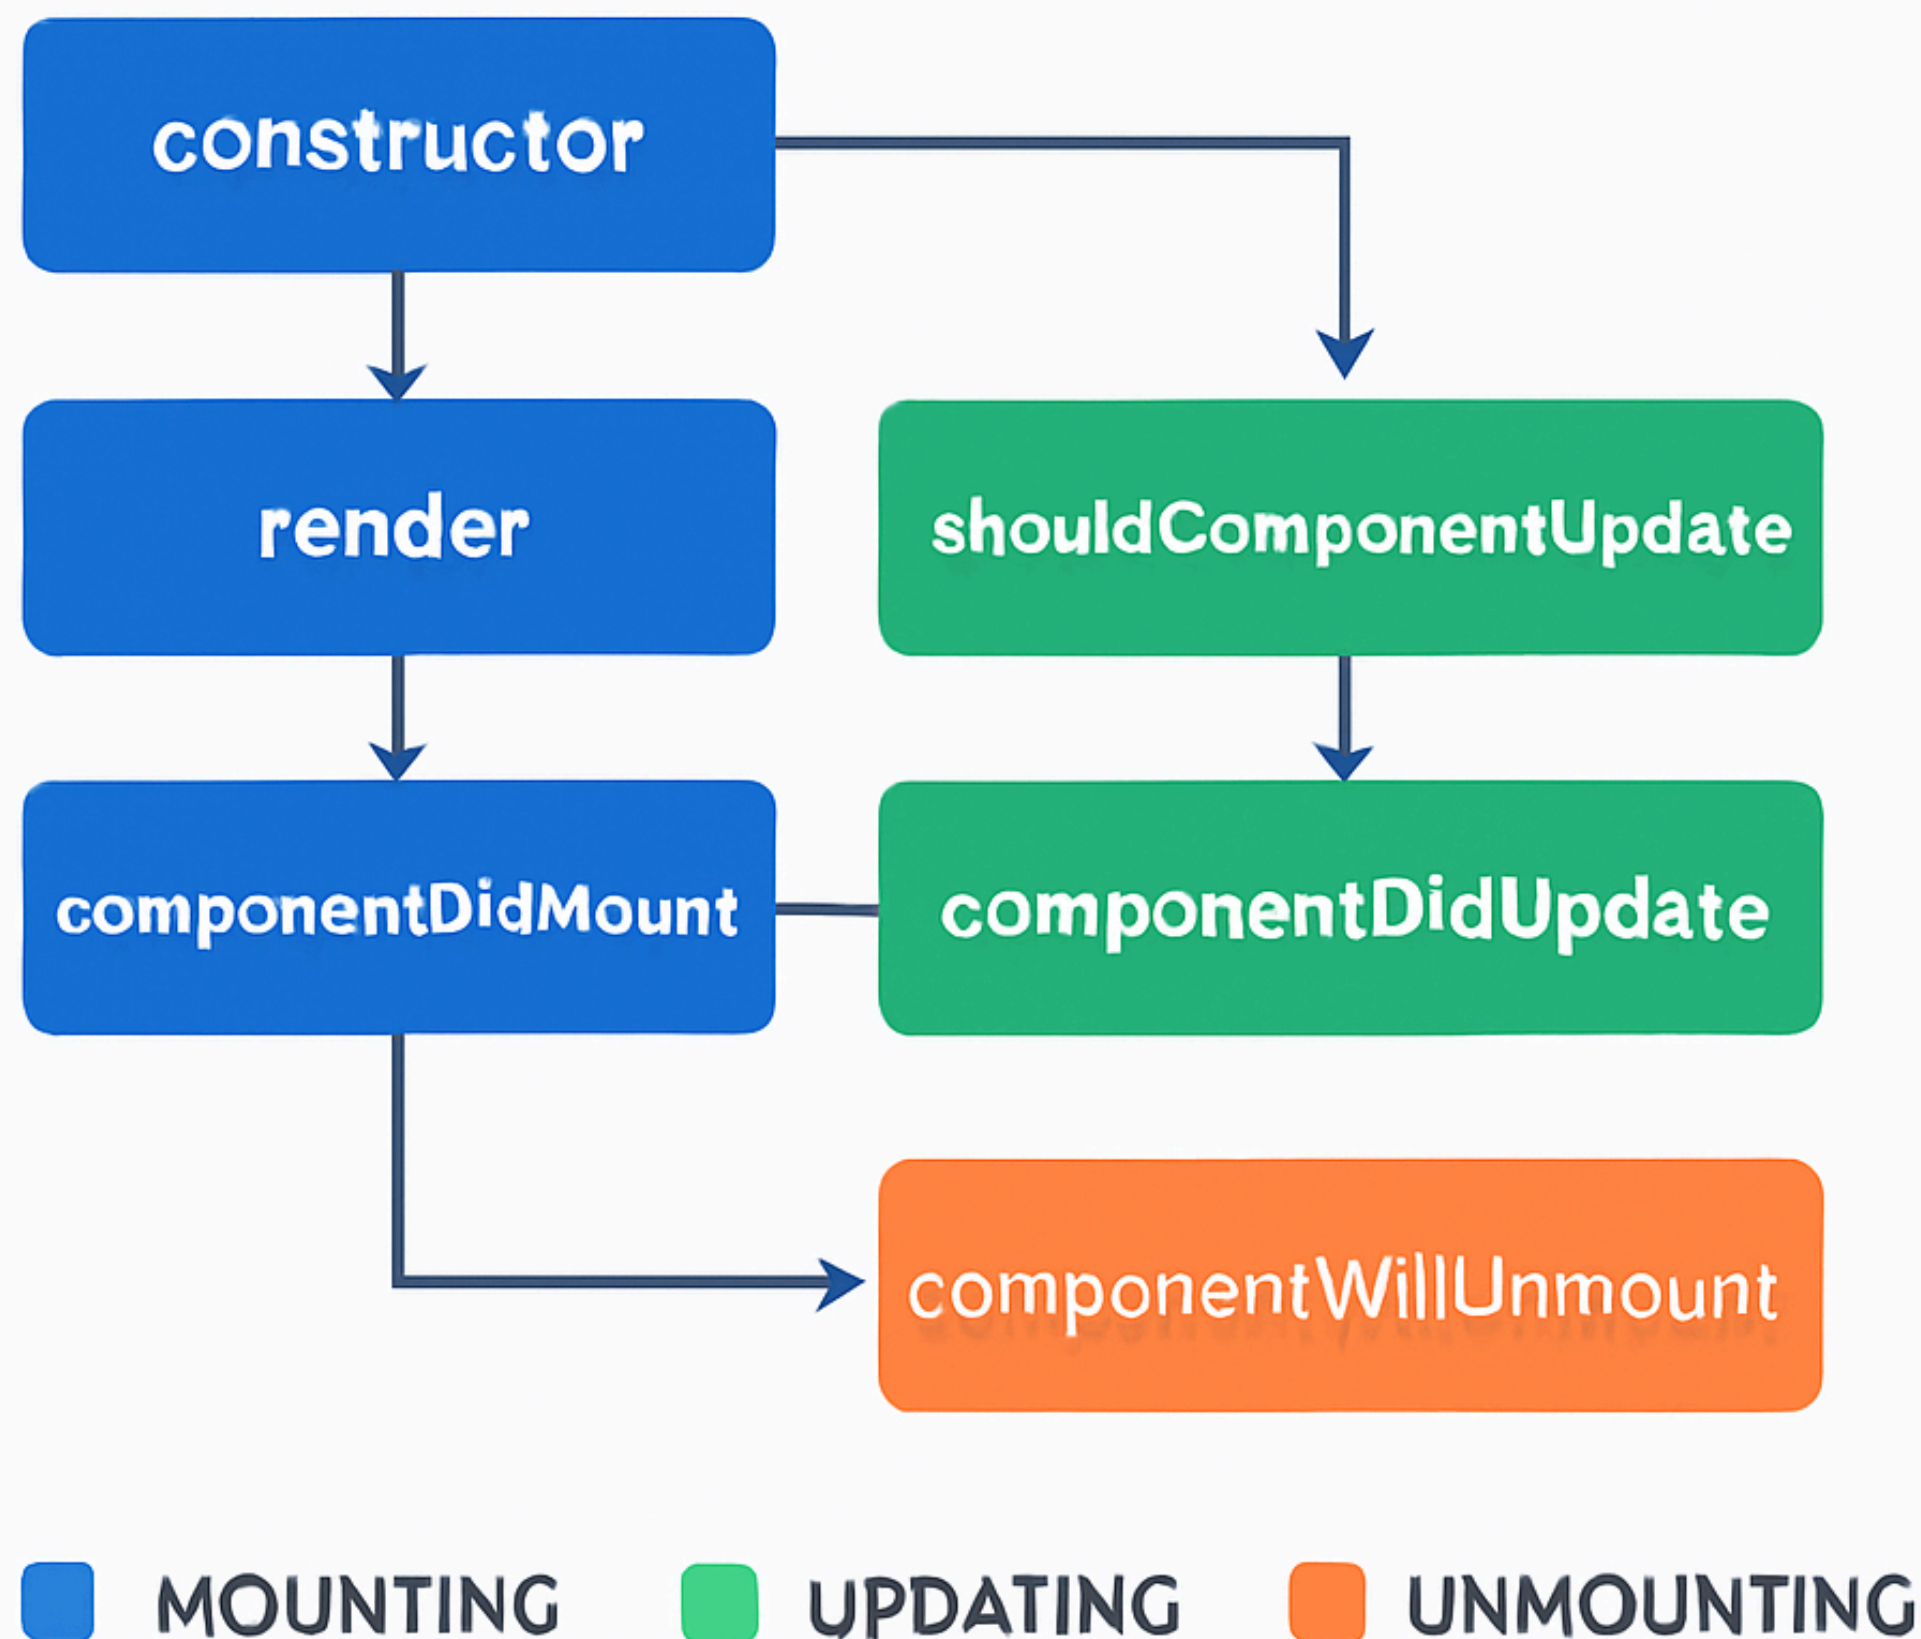 constructor
render
shouldComponentUpdate
componentDidMount
componentDidUpdate
componentWillUnmount
MOUNTING
UPDATING
UNMOUNTING